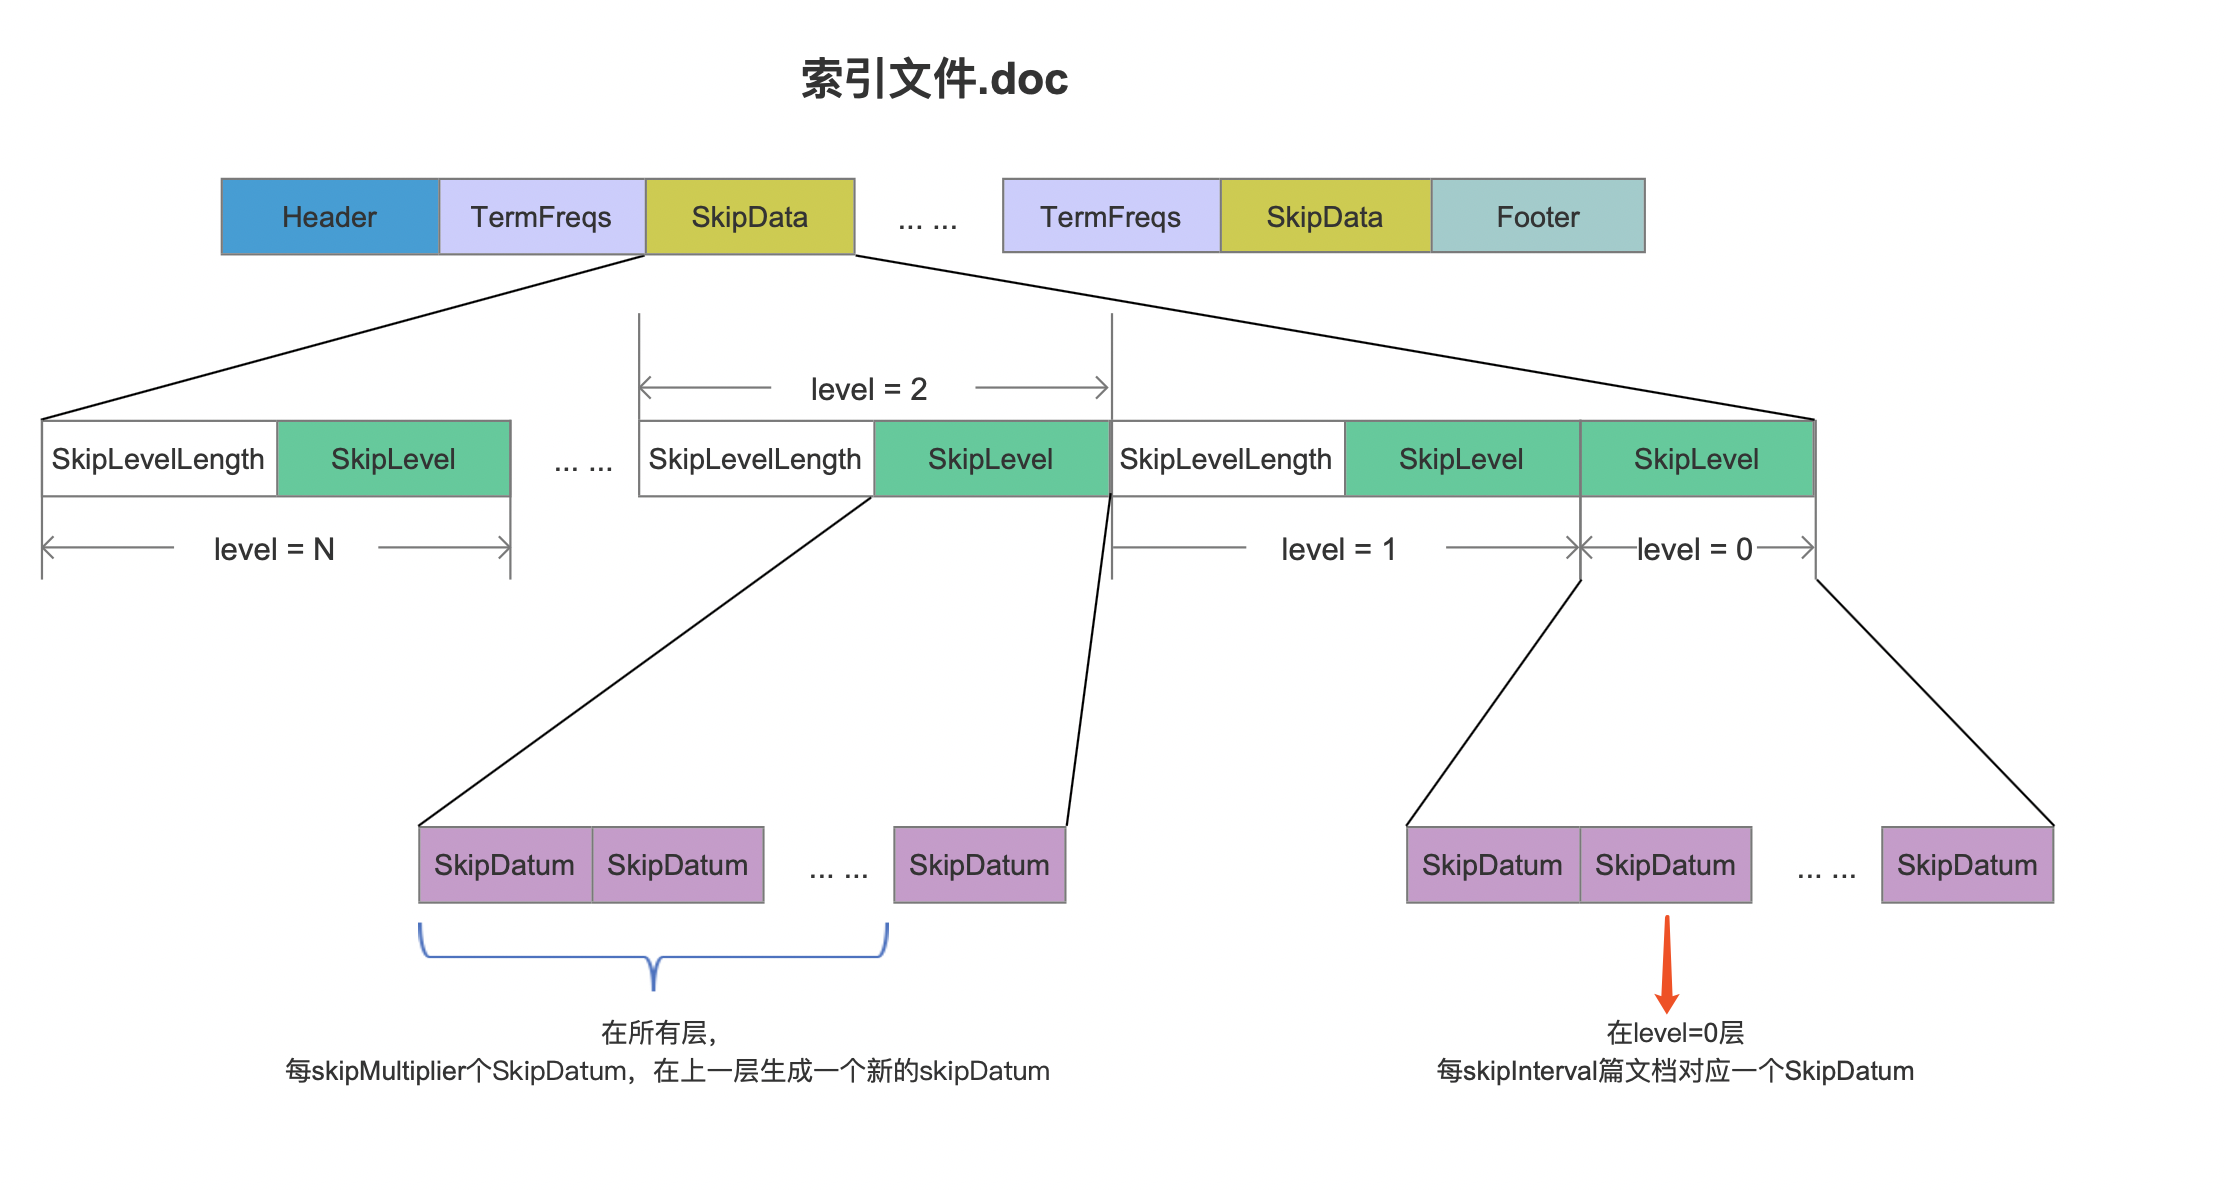 索引文件.doc
Header TermFreqs SkipData ... ... TermFreqs SkipData Footer
level = 2
SkipLevelLength SkipLevel ... ... SkipLevelLength SkipLevel SkipLevelLength SkipLevel SkipLevel
level = N level = 1 level = 0
SkipDatum SkipDatum ... ... SkipDatum SkipDatum SkipDatum ... ... SkipDatum
在所有层，
每skipMultiplier个SkipDatum，在上一层生成一个新的skipDatum
在level=0层
每skipInterval篇文档对应一个SkipDatum